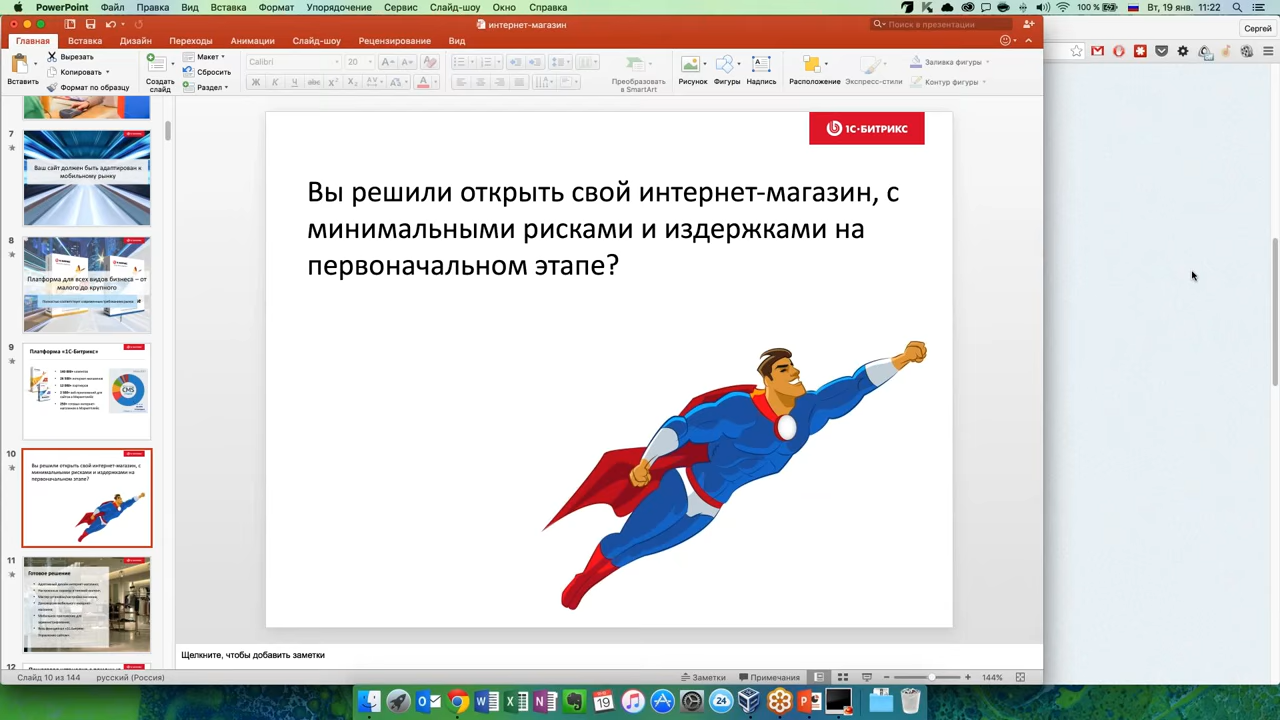 PowerPoint Файл Правка Вид Вставка Формат Упорядочение Сервис Слайд-шоу Окно Справка
100 % Вт, 19 янв. 11:22
интернет-магазин
Поиск в презентации
Сергей
Главная Вставка Дизайн Переходы Анимации Слайд-шоу Рецензирование Вид
Вставить
Вырезать
Копировать
Формат по образцу
Создать
слайд
Макет
Сбросить
Раздел
Calibri 20
Преобразовать
в SmartArt
Рисунок
Фигуры
Надпись
Расположение
Экспресс-стили
Заливка фигуры
Контур фигуры
7
Ваш сайт должен быть адаптирован к
мобильному рынку
8
Платформа для всех видов бизнеса – от
малого до крупного
9
Платформа «1С-Битрикс»
CMS
10
Вы решили открыть свой интернет-магазин, с
минимальными рисками и издержками на
первоначальном этапе?
11
Готовое решение
12
1С-БИТРИКС
Вы решили открыть свой интернет-магазин, с
минимальными рисками и издержками на
первоначальном этапе?
Щелкните, чтобы добавить заметки
Слайд 10 из 144 русский (Россия)
Заметки Примечания 144%
19
24